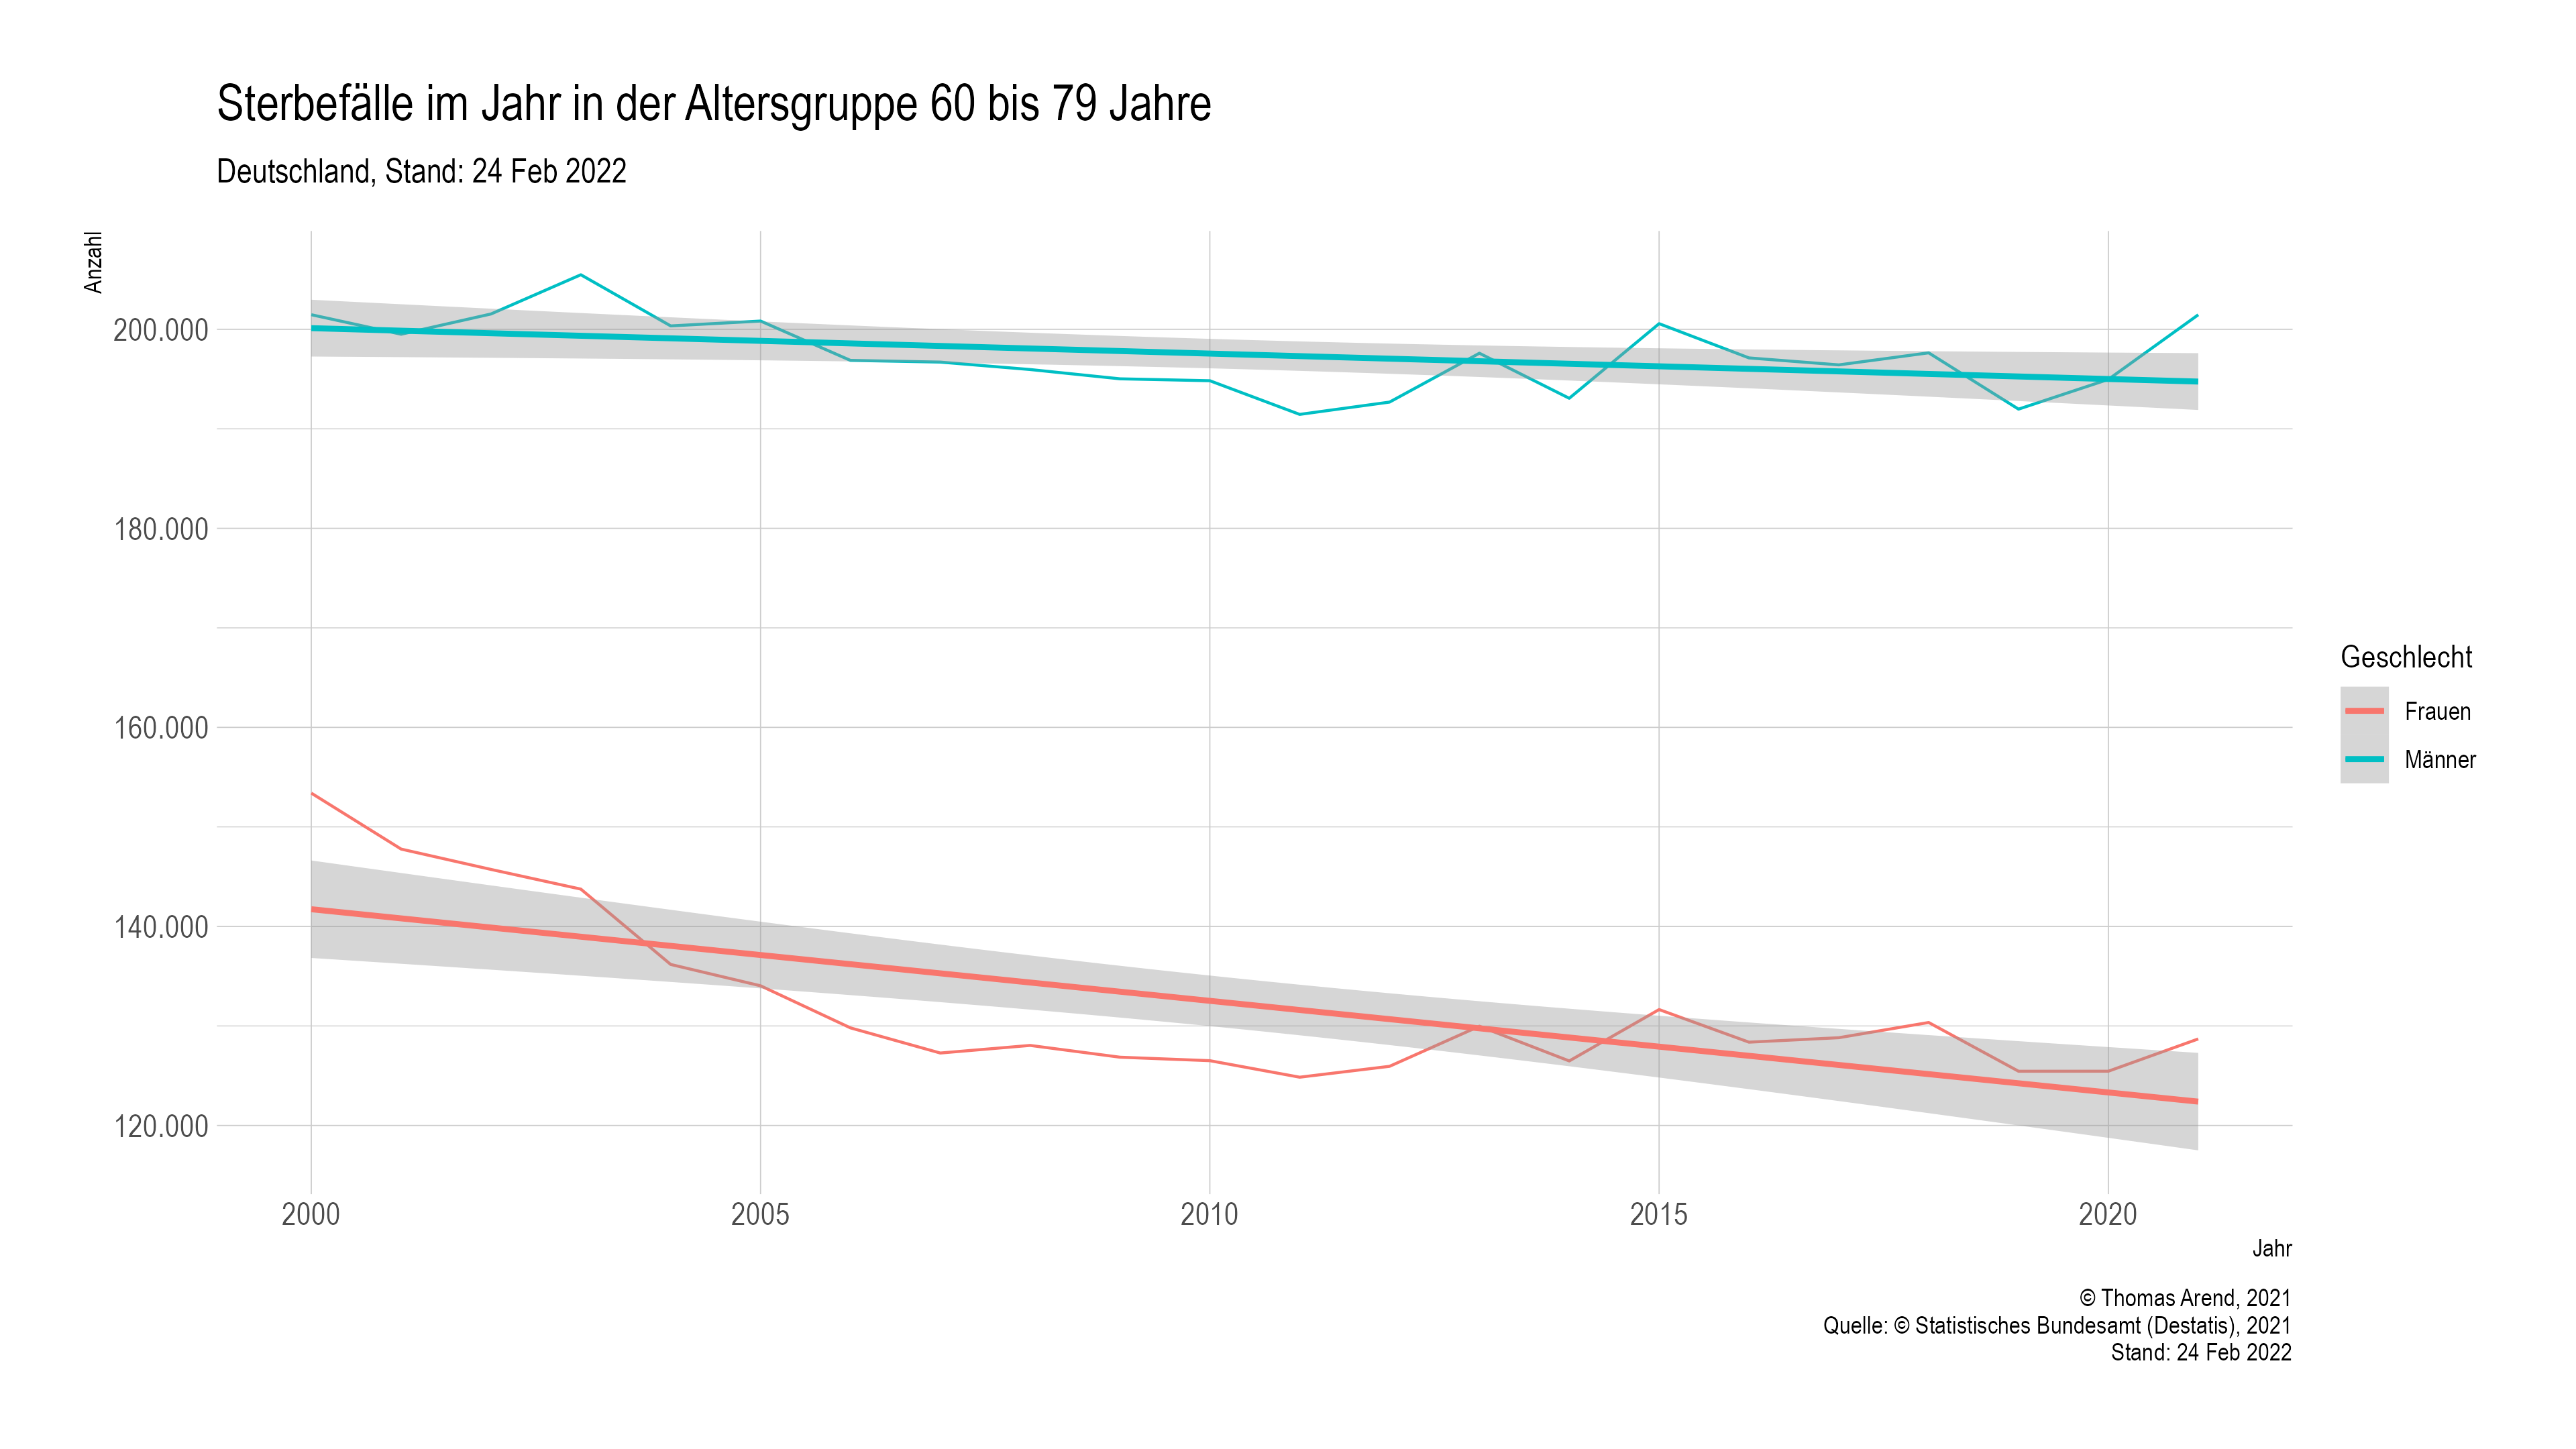 Sterbefälle im Jahr in der Altersgruppe 60 bis 79 Jahre
Deutschland, Stand: 24 Feb 2022
Anzahl
200.000
180.000
160.000
140.000
120.000
2000 2005 2010 2015 2020
Jahr
Geschlecht
Frauen
Männer
© Thomas Arend, 2021
Quelle: © Statistisches Bundesamt (Destatis), 2021
Stand: 24 Feb 2022